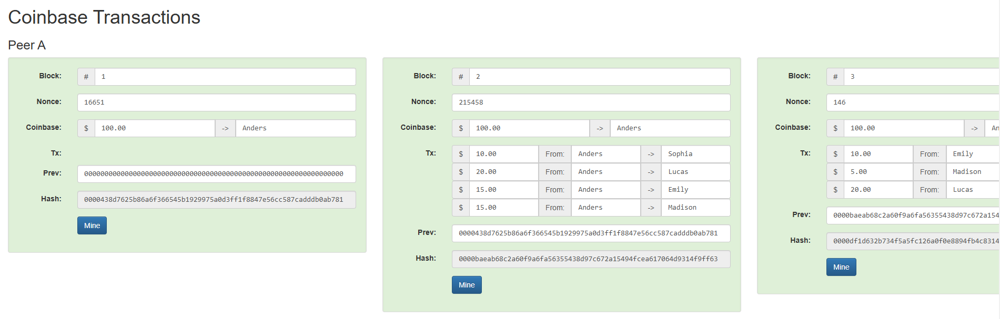 Coinbase Transactions
Peer A
Block: # 1
Nonce: 16651
Coinbase: $ 100.00 -> Anders
Tx:
Prev: 0000000000000000000000000000000000000000000000000000000000000000
Hash: 0000438d7625b86a6f366545b1929975a0d3ff1f8847e56cc587cadddb0ab781
Mine
Block: # 2
Nonce: 215458
Coinbase: $ 100.00 -> Anders
Tx: $ 10.00 From: Anders -> Sophia
$ 20.00 From: Anders -> Lucas
$ 15.00 From: Anders -> Emily
$ 15.00 From: Anders -> Madison
Prev: 0000438d7625b86a6f366545b1929975a0d3ff1f8847e56cc587cadddb0ab781
Hash: 0000baeab68c2a60f9a6fa56355438d97c672a15494fcea617064d9314f9ff63
Mine
Block: # 3
Nonce: 146
Coinbase: $ 100.00 -> An
Tx: $ 10.00 From: Emily
$ 5.00 From: Madison
$ 20.00 From: Lucas
Prev: 0000baeab68c2a60f9a6fa56355438d97c672a154
Hash: 0000df1d632b734f5a5fc126a0f0e8894fb4c8314
Mine